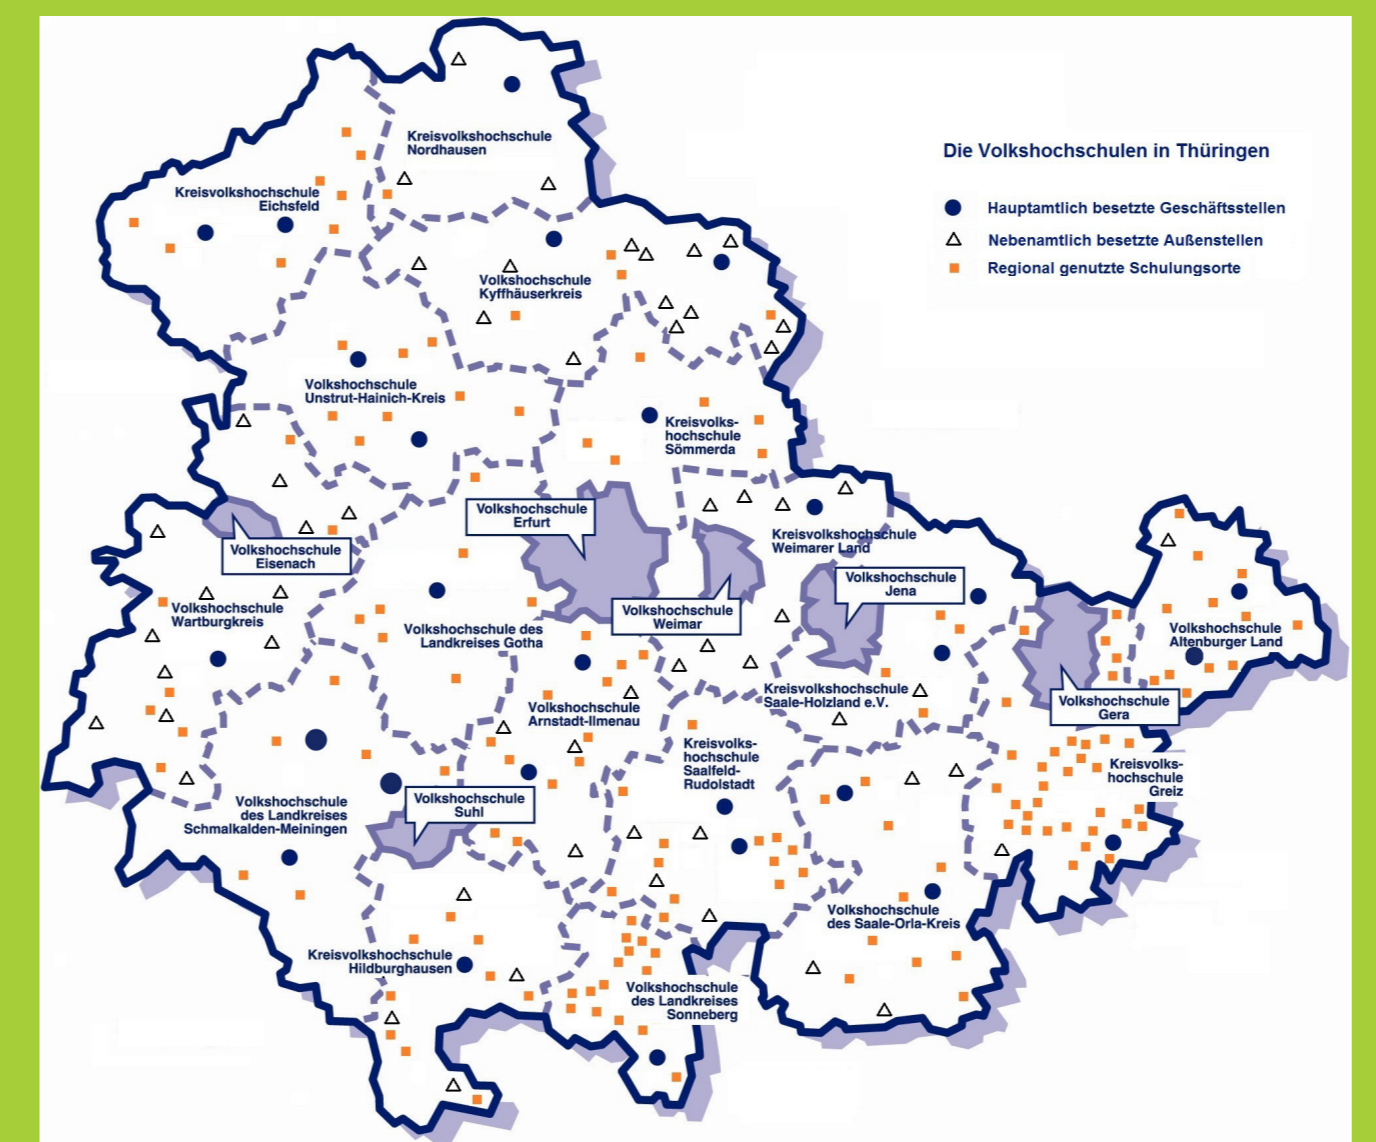 Kreisvolkshochschule
Nordhausen
Die Volkshochschulen in Thüringen
Hauptamtlich besetzte Geschäftsstellen
Nebenamtlich besetzte Außenstellen
Regional genutzte Schulungsorte
Kreisvolkshochschule
Eichsfeld
Volkshochschule
Kyffhäuserkreis
Volkshochschule
Unstrut-Hainich-Kreis
Kreisvolks-
hochschule
Sömmerda
Volkshochschule
Erfurt
Kreisvolkshochschule
Weimarer Land
Volkshochschule
Eisenach
Volkshochschule
Jena
Volkshochschule
Wartburgkreis
Volkshochschule
Weimar
Volkshochschule des
Landkreises Gotha
Volkshochschule
Altenburger Land
Kreisvolkshochschule
Saale-Holzland e.V.
Volkshochschule
Gera
Volkshochschule
Arnstadt-Ilmenau
Kreisvolks-
hochschule
Saalfeld-
Rudolstadt
Kreisvolks-
hochschule
Greiz
Volkshochschule
des Landkreises
Schmalkalden-Meiningen
Volkshochschule
Suhl
Volkshochschule
des Saale-Orla-Kreis
Kreisvolkshochschule
Hildburghausen
Volkshochschule
des Landkreises
Sonneberg